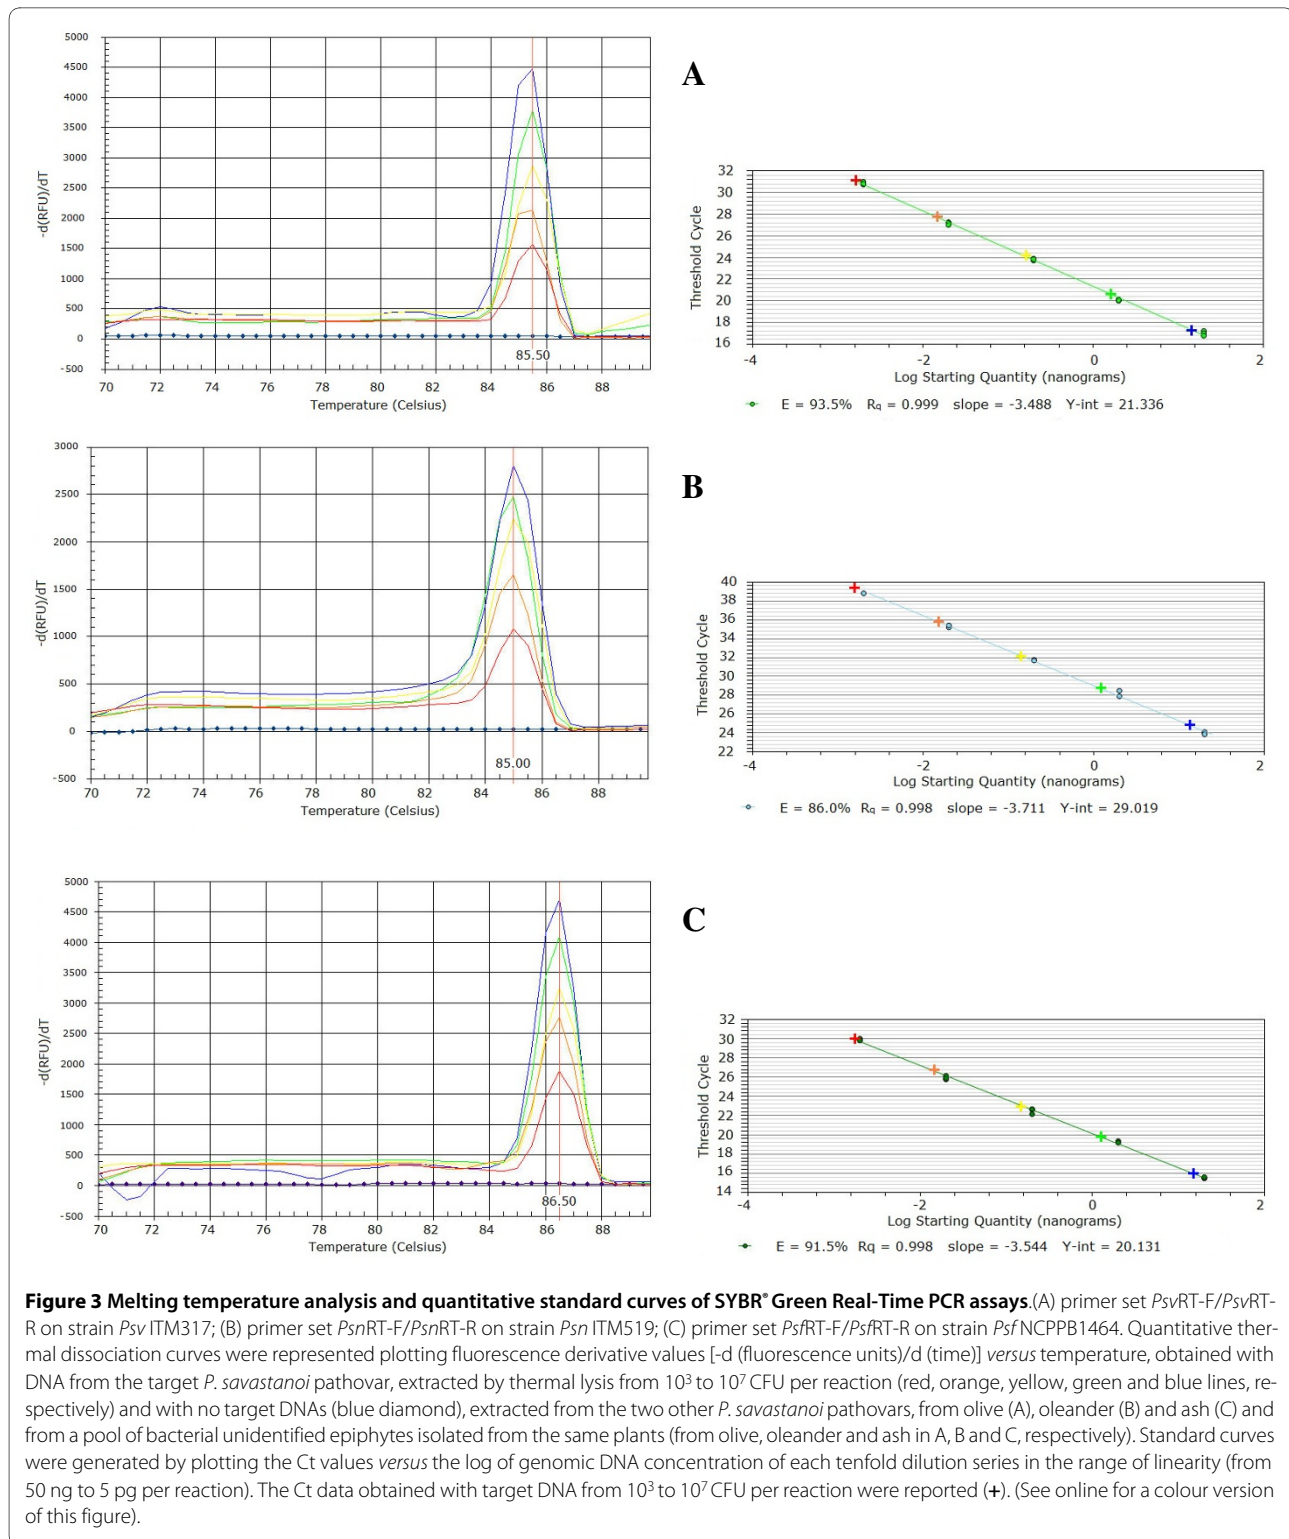 A
5000
4500
4000
3500
3000
2500
2000
1500
1000
500
0
-500
-d(RFU)/dT
85.50
70 72 74 76 78 80 82 84 86 88
Temperature (Celsius)
32
30
28
26
24
22
20
18
16
Threshold Cycle
-4 -2 0 2
Log Starting Quantity (nanograms)
E = 93.5% Rq = 0.999 slope = -3.488 Y-int = 21.336
B
3000
2500
2000
1500
1000
500
0
-500
-d(RFU)/dT
85.00
70 72 74 76 78 80 82 84 86 88
Temperature (Celsius)
40
38
36
34
32
30
28
26
24
22
Threshold Cycle
-4 -2 0 2
Log Starting Quantity (nanograms)
E = 86.0% Rq = 0.998 slope = -3.711 Y-int = 29.019
C
5000
4500
4000
3500
3000
2500
2000
1500
1000
500
0
-500
-d(RFU)/dT
86.50
70 72 74 76 78 80 82 84 86 88
Temperature (Celsius)
32
30
28
26
24
22
20
18
16
14
Threshold Cycle
-4 -2 0 2
Log Starting Quantity (nanograms)
E = 91.5% Rq = 0.998 slope = -3.544 Y-int = 20.131
Figure 3 Melting temperature analysis and quantitative standard curves of SYBR® Green Real-Time PCR assays.(A) primer set PsvRT-F/PsvRT-
R on strain Psv ITM317; (B) primer set PsnRT-F/PsnRT-R on strain Psn ITM519; (C) primer set PsfRT-F/PsfRT-R on strain Psf NCPPB1464. Quantitative ther-
mal dissociation curves were represented plotting fluorescence derivative values [-d (fluorescence units)/d (time)] versus temperature, obtained with
DNA from the target P. savastanoi pathovar, extracted by thermal lysis from 10³ to 10⁷ CFU per reaction (red, orange, yellow, green and blue lines, re-
spectively) and with no target DNAs (blue diamond), extracted from the two other P. savastanoi pathovars, from olive (A), oleander (B) and ash (C) and
from a pool of bacterial unidentified epiphytes isolated from the same plants (from olive, oleander and ash in A, B and C, respectively). Standard curves
were generated by plotting the Ct values versus the log of genomic DNA concentration of each tenfold dilution series in the range of linearity (from
50 ng to 5 pg per reaction). The Ct data obtained with target DNA from 10³ to 10⁷ CFU per reaction were reported (+). (See online for a colour version
of this figure).